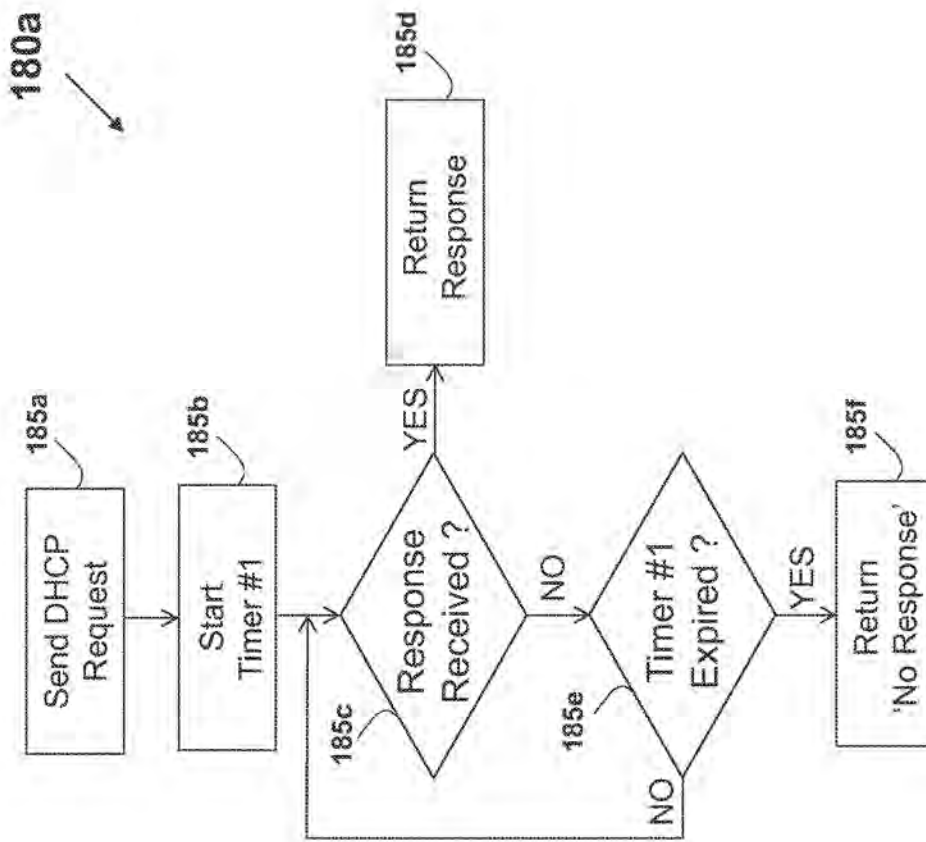 180a
Send DHCP
Request
185a
Start
Timer #1
185b
Response
Received ?
185c
YES
Return
Response
185d
NO
Timer #1
Expired ?
185e
NO
YES
Return
'No Response'
185f